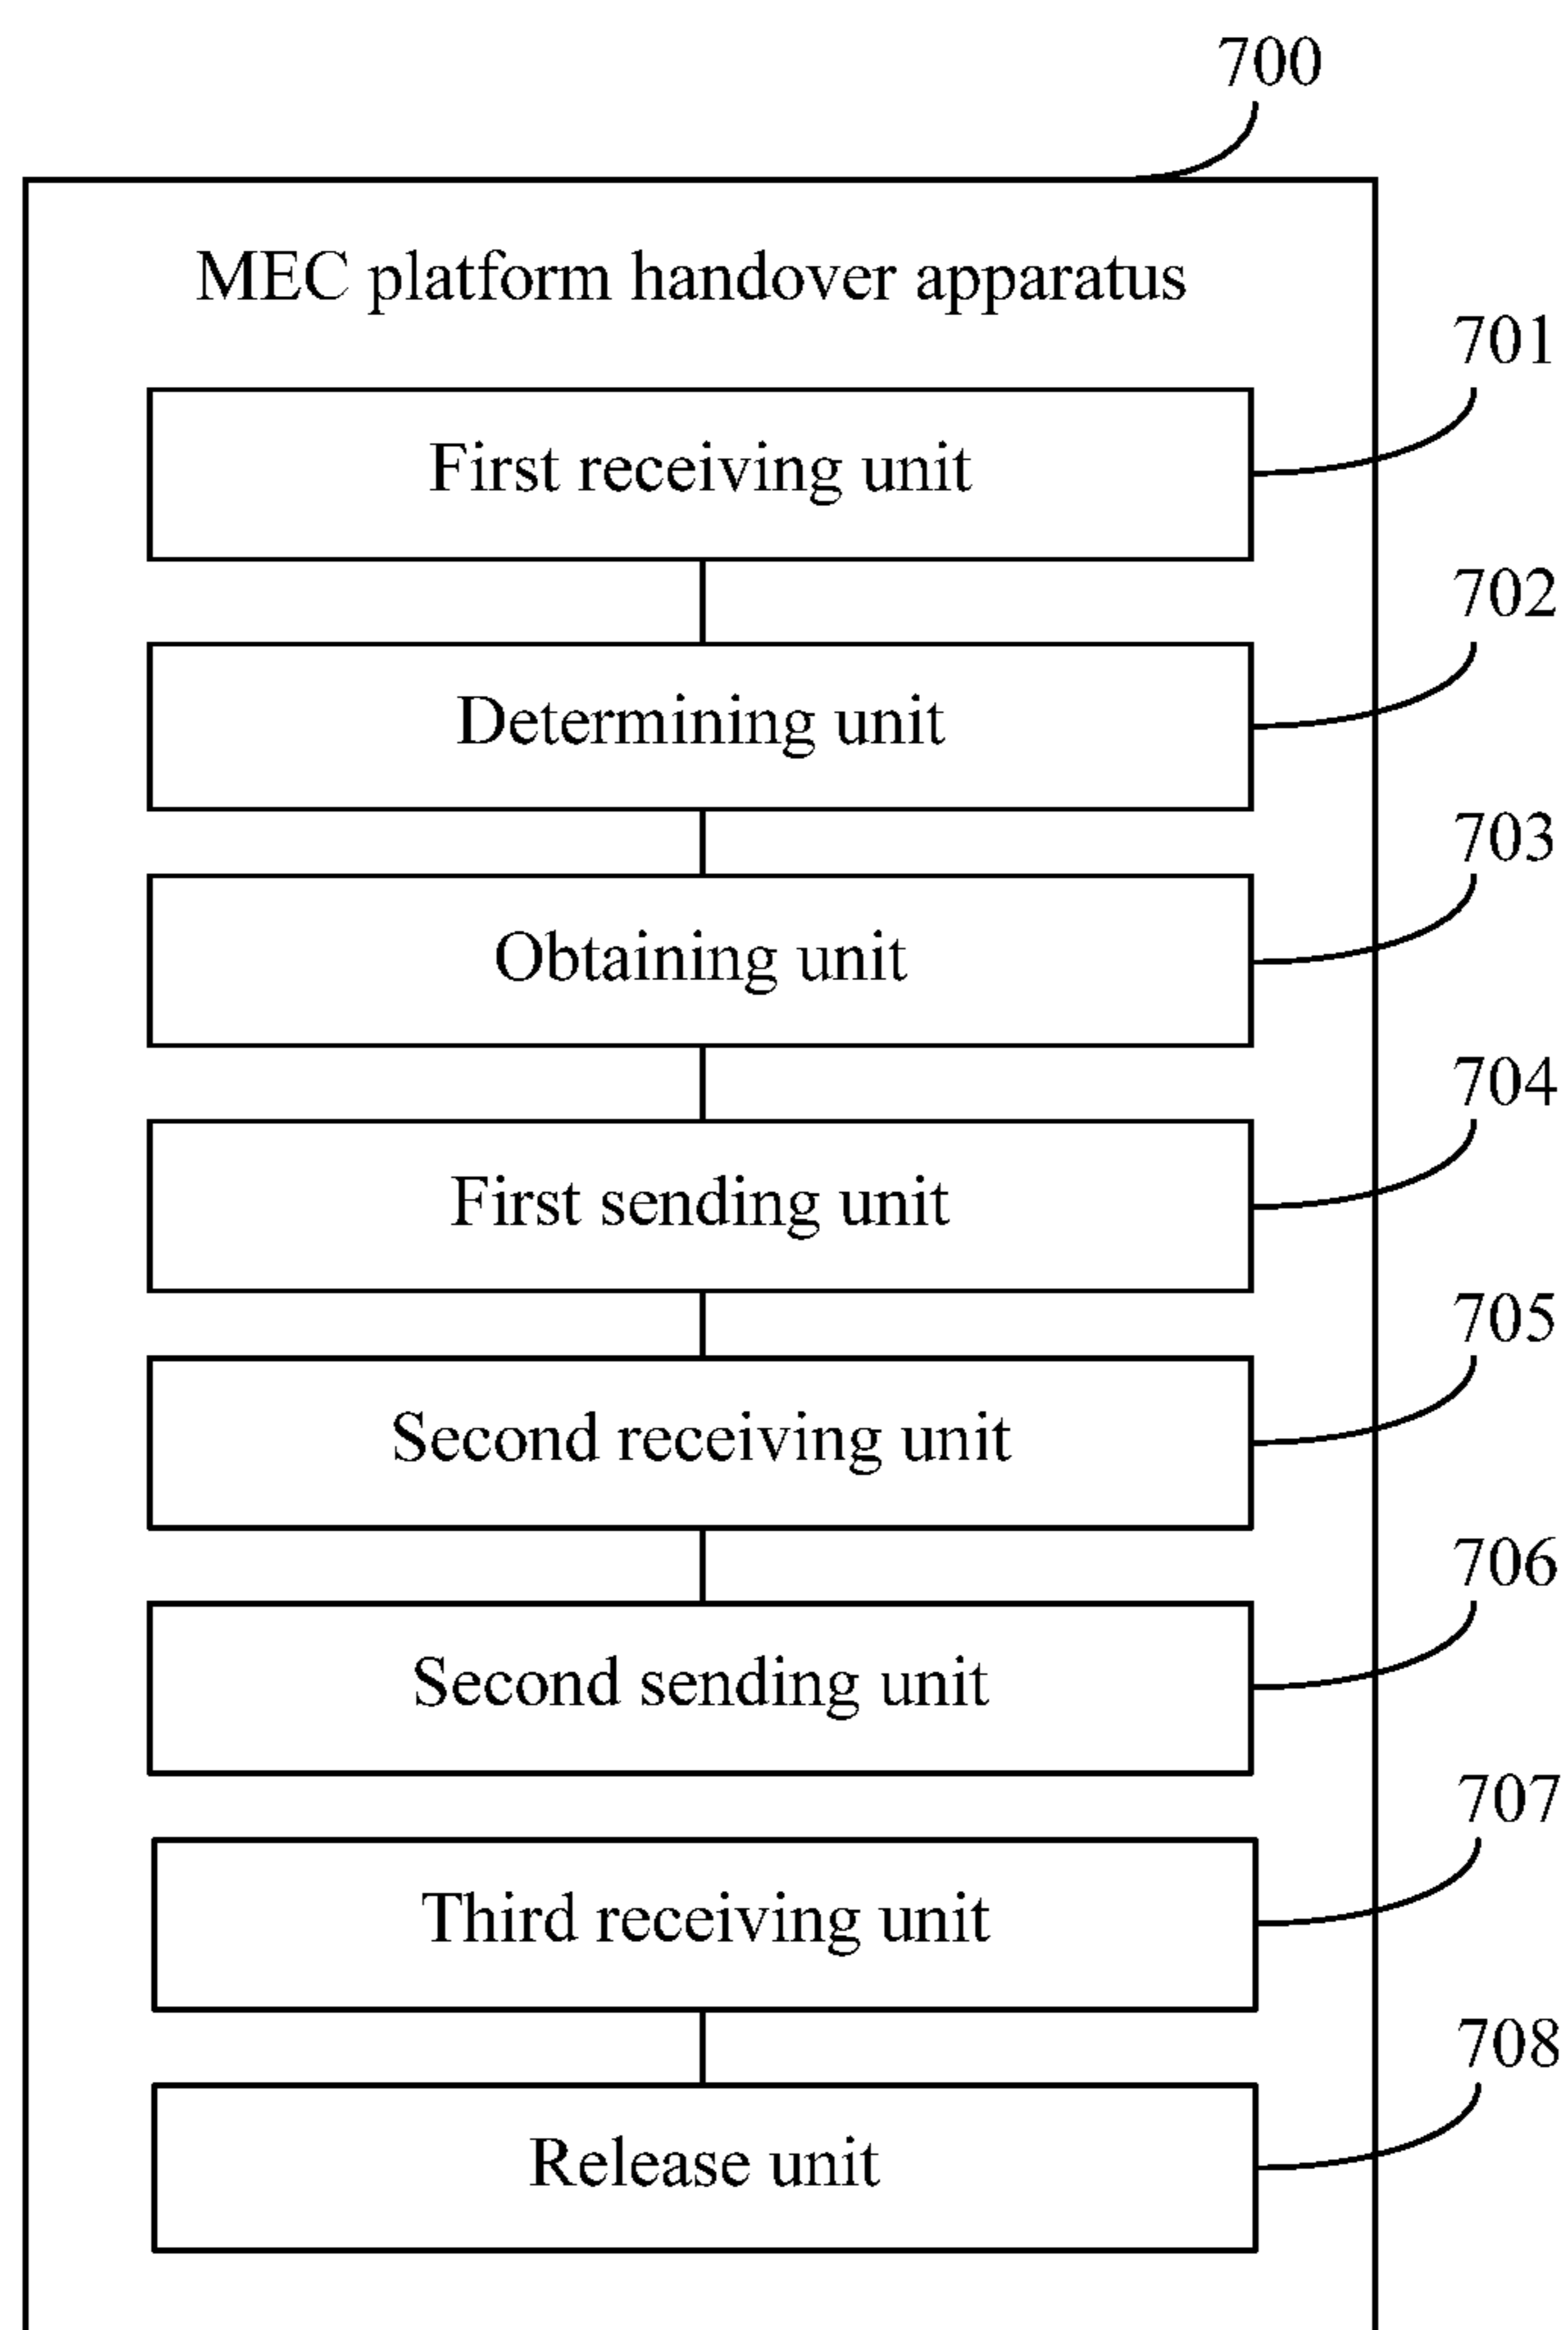 700
MEC platform handover apparatus
701
First receiving unit
702
Determining unit
703
Obtaining unit
704
First sending unit
705
Second receiving unit
706
Second sending unit
707
Third receiving unit
708
Release unit